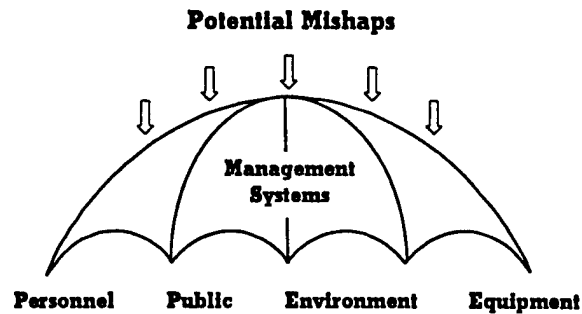 Potential Mishaps
Management
Systems
Personnel Public Environment Equipment